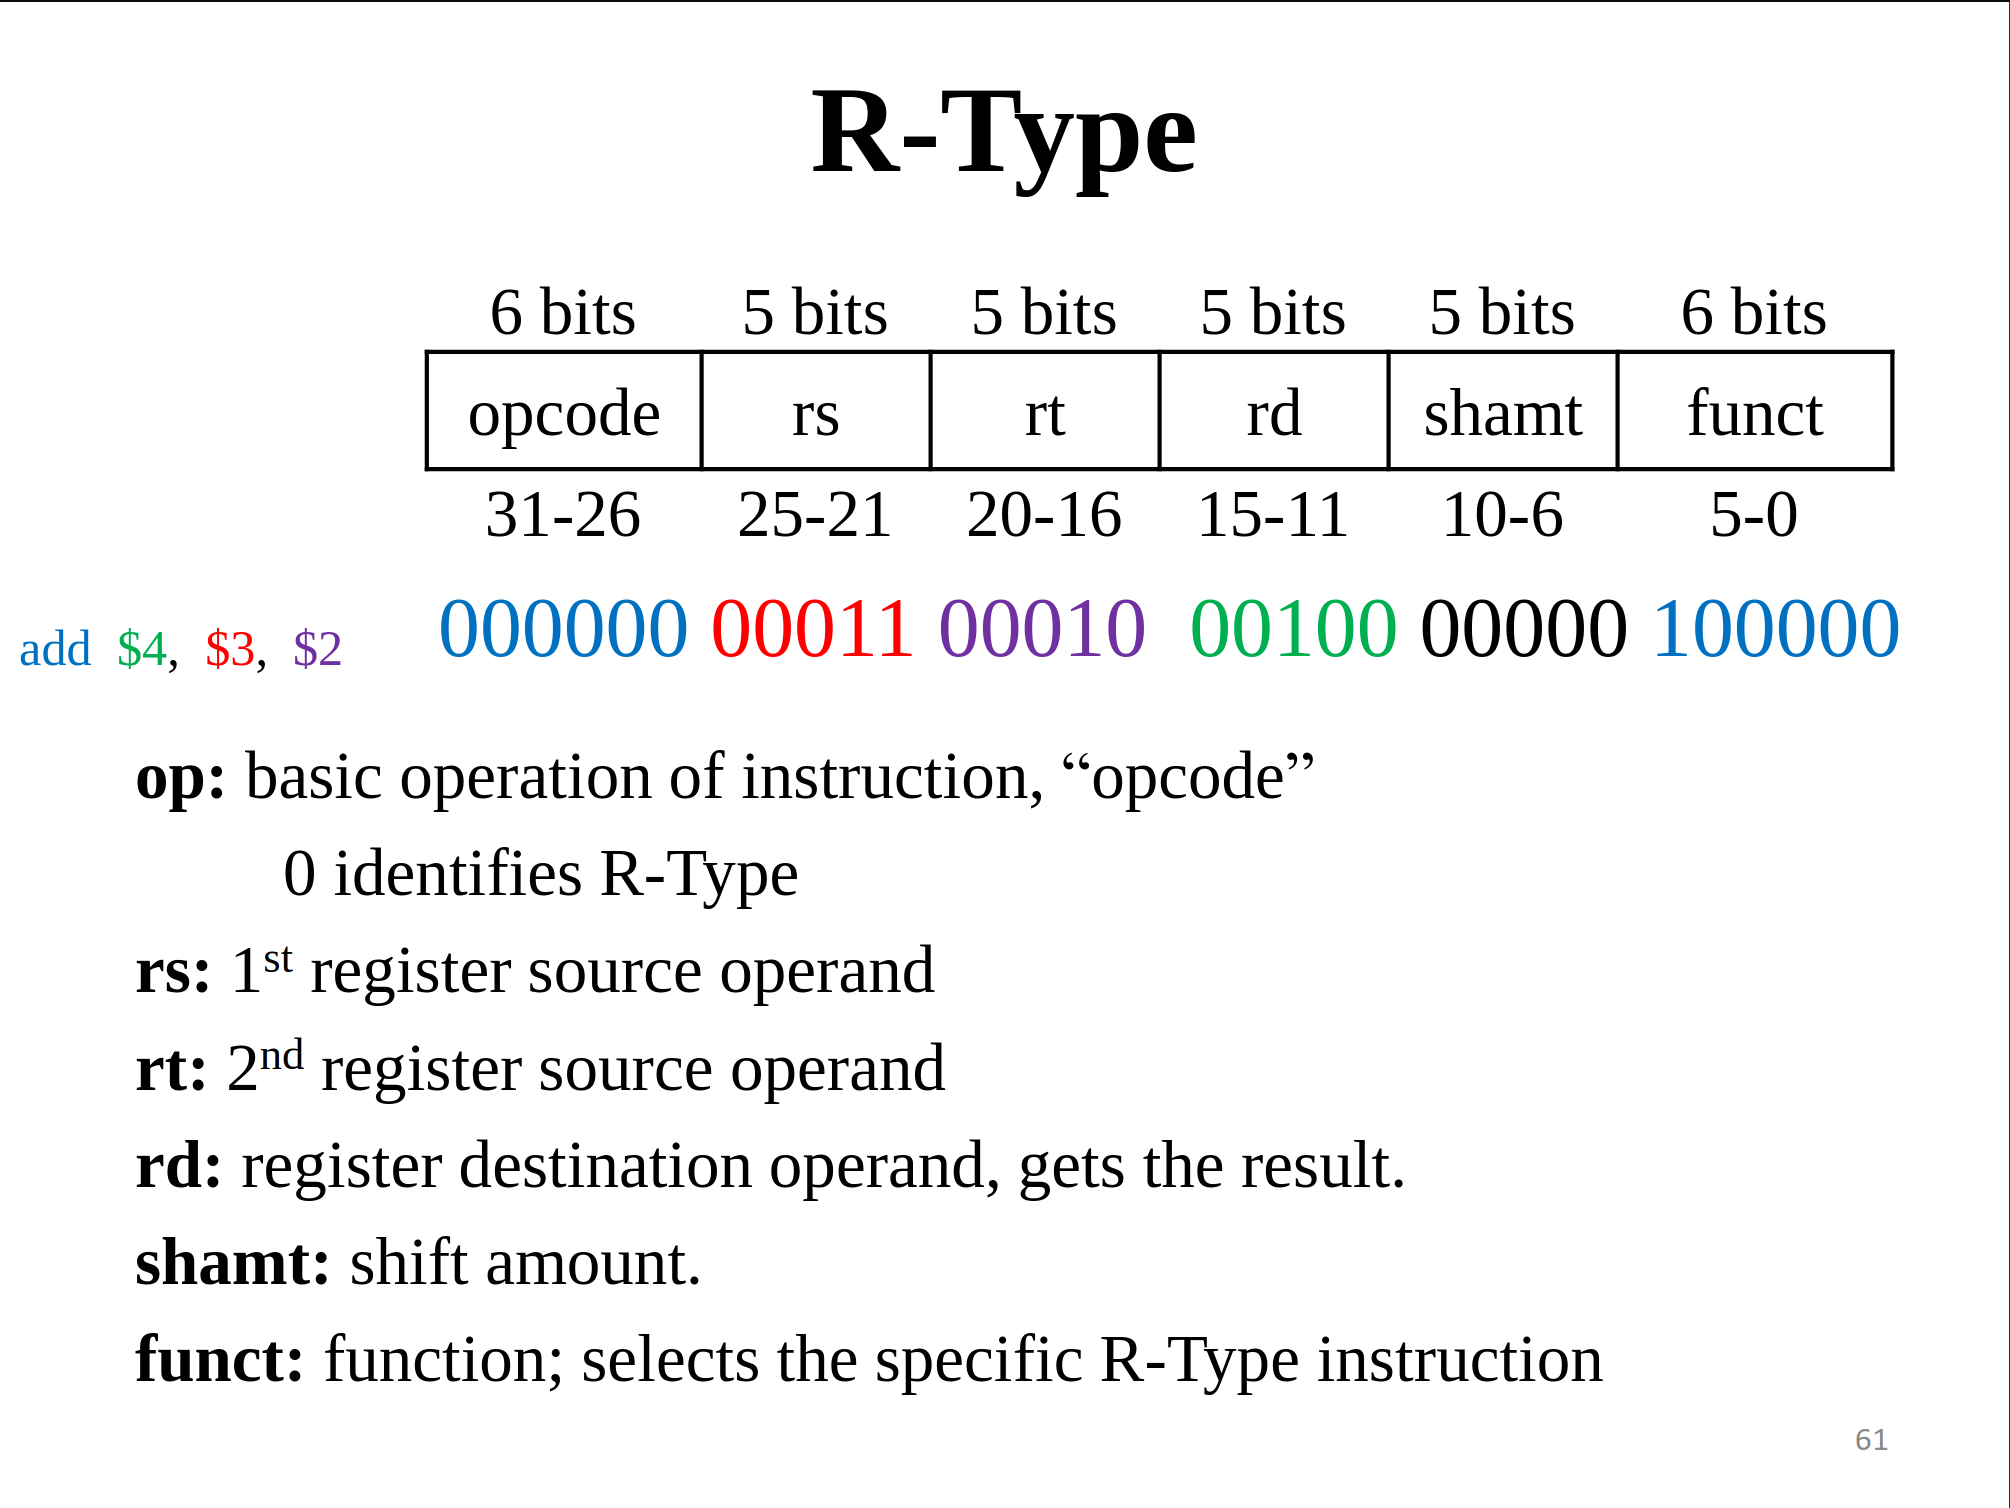 R-Type
6 bits 5 bits 5 bits 5 bits 5 bits 6 bits
opcode rs rt rd shamt funct
31-26 25-21 20-16 15-11 10-6 5-0
add $4, $3, $2 000000 00011 00010 00100 00000 100000
op: basic operation of instruction, “opcode”
0 identifies R-Type
rs: 1st register source operand
rt: 2nd register source operand
rd: register destination operand, gets the result.
shamt: shift amount.
funct: function; selects the specific R-Type instruction
61